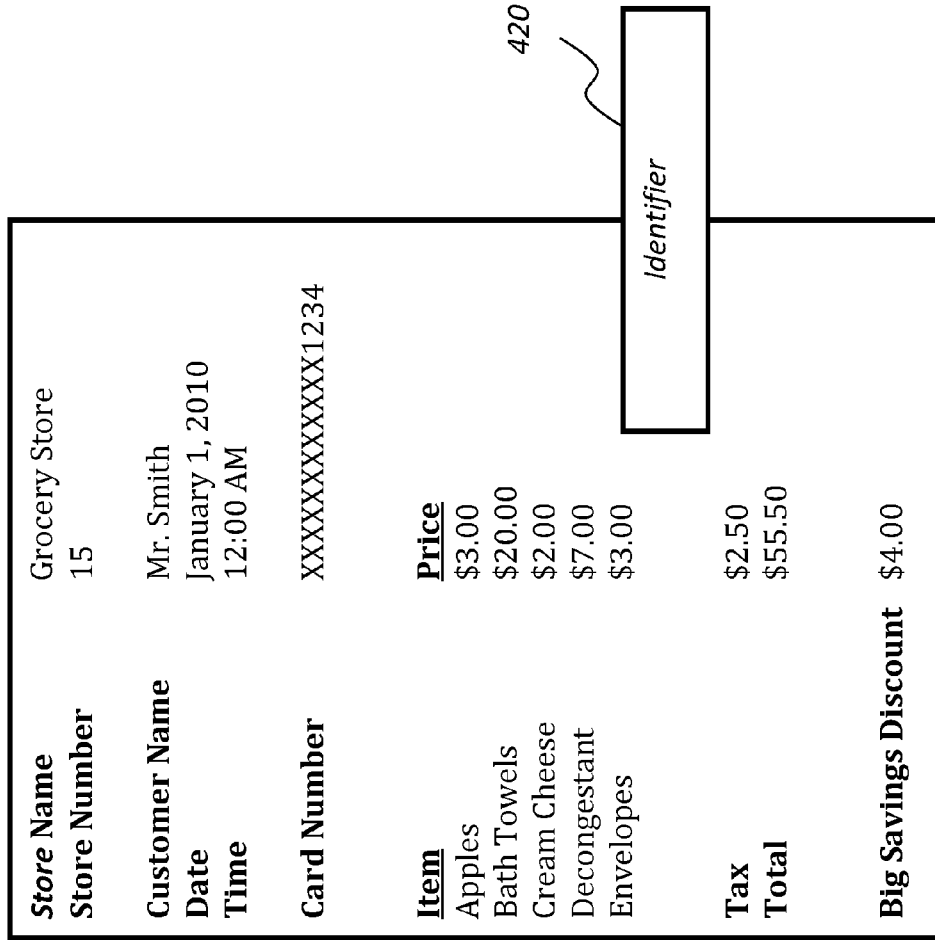 Store Name Grocery Store
Store Number 15
Customer Name Mr. Smith
Date January 1, 2010
Time 12:00 AM
Card Number XXXXXXXXXXXX1234
Item Price
Apples $3.00
Bath Towels $20.00
Cream Cheese $2.00
Decongestant $7.00
Envelopes $3.00
Identifier
420
Tax $2.50
Total $55.50
Big Savings Discount $4.00